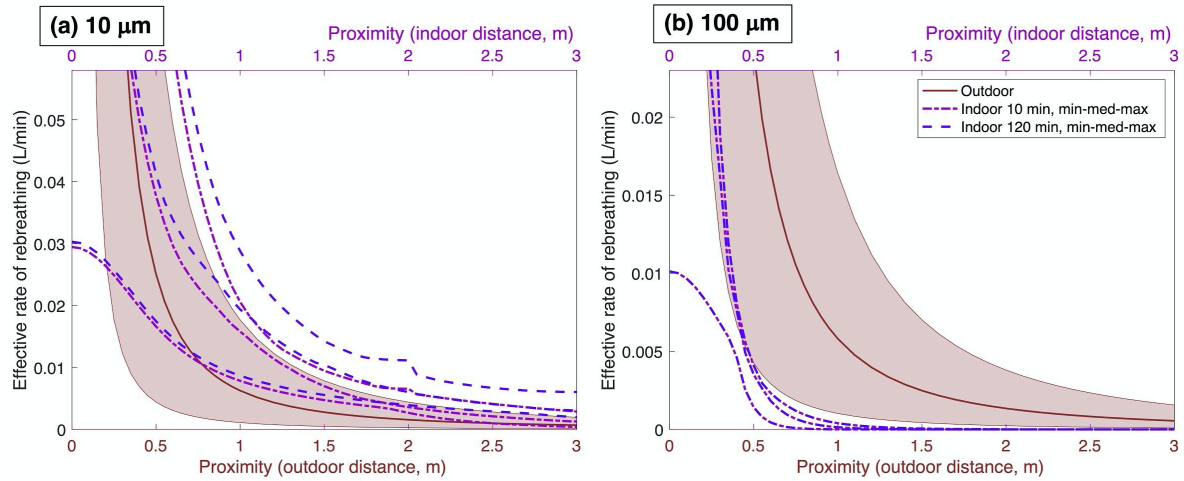 (a) 10 μm
Proximity (indoor distance, m)
0 0.5 1 1.5 2 2.5 3
Effective rate of rebreathing (L/min)
0.05
0.04
0.03
0.02
0.01
0
0 0.5 1 1.5 2 2.5 3
Proximity (outdoor distance, m)
(b) 100 μm
Proximity (indoor distance, m)
0 0.5 1 1.5 2 2.5 3
Effective rate of rebreathing (L/min)
Outdoor
Indoor 10 min, min-med-max
Indoor 120 min, min-med-max
0.02
0.015
0.01
0.005
0
0 0.5 1 1.5 2 2.5 3
Proximity (outdoor distance, m)